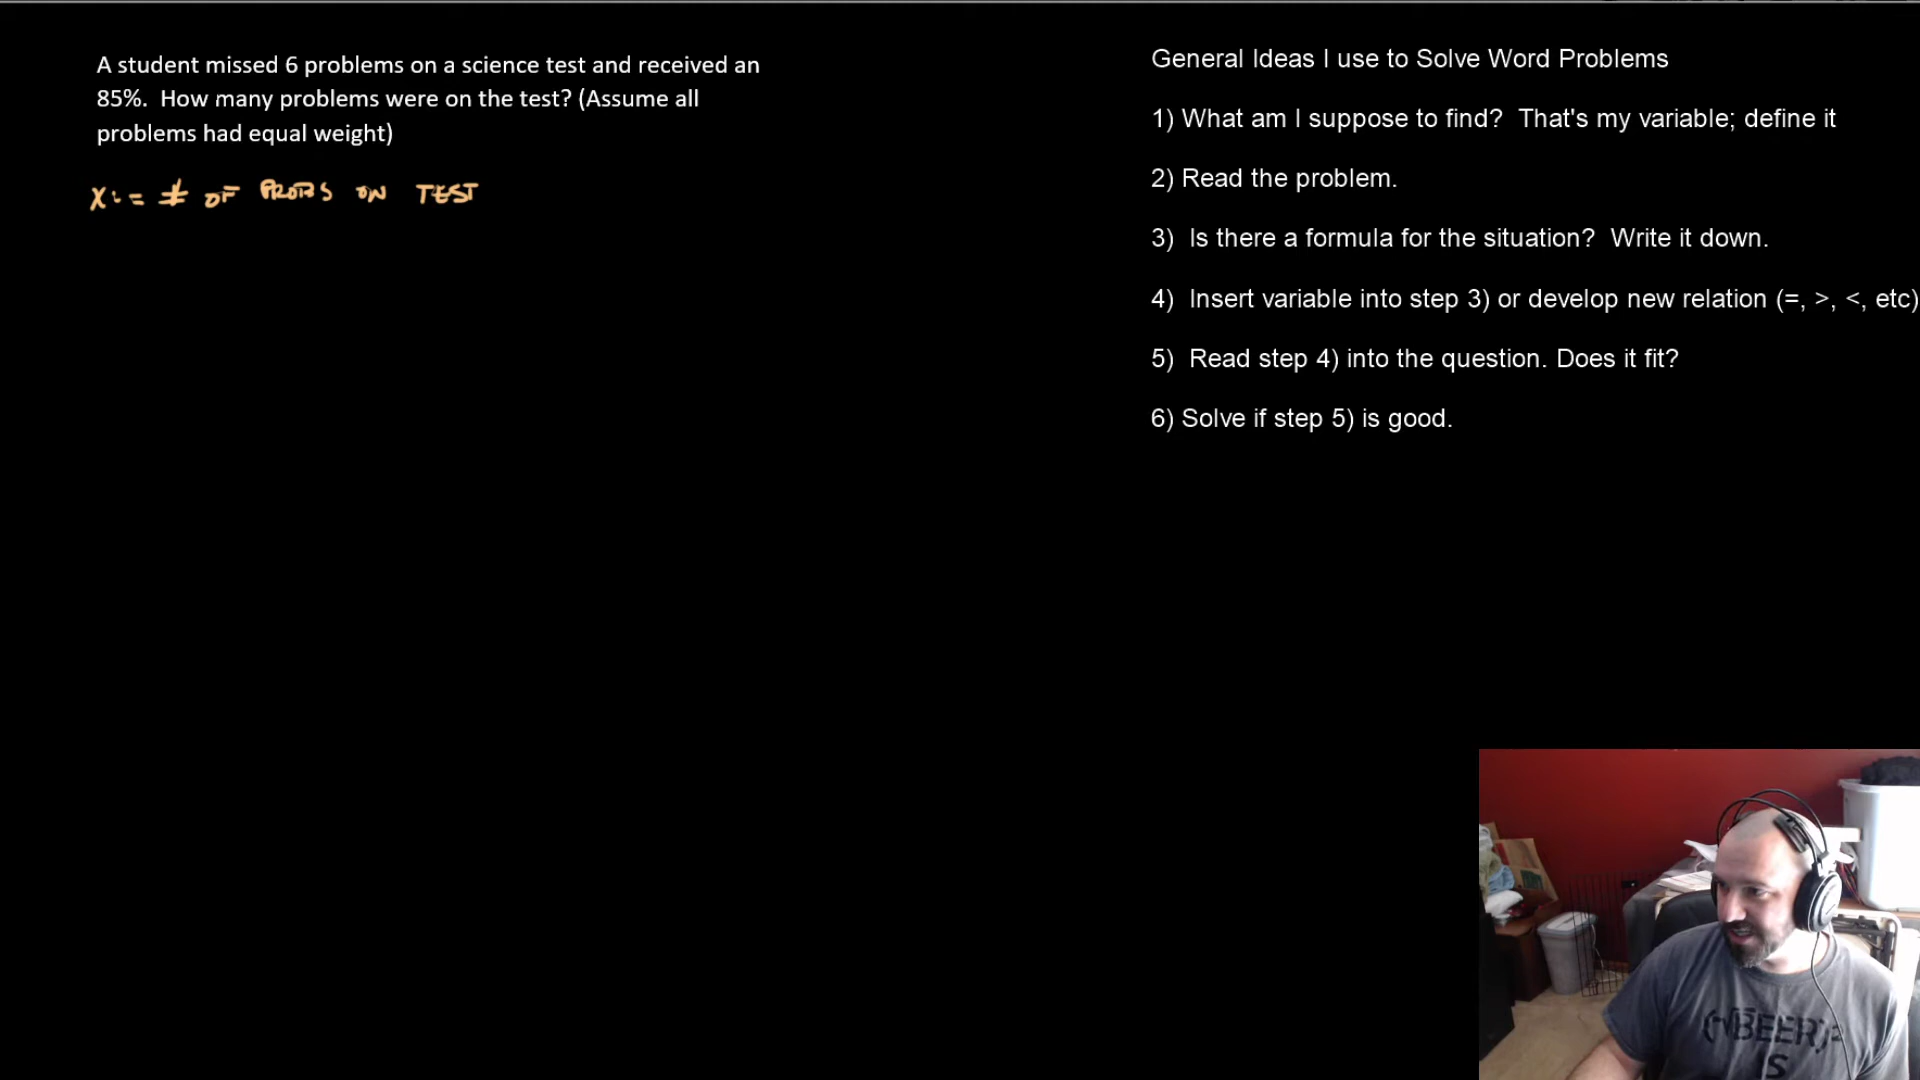 A student missed 6 problems on a science test and received an
85%.  How many problems were on the test? (Assume all
problems had equal weight)
x:= # OF PROBS ON TEST
General Ideas I use to Solve Word Problems
1) What am I suppose to find?  That's my variable; define it
2) Read the problem.
3)  Is there a formula for the situation?  Write it down.
4)  Insert variable into step 3) or develop new relation (=, >, <, etc)
5)  Read step 4) into the question. Does it fit?
6) Solve if step 5) is good.
BEER
IS